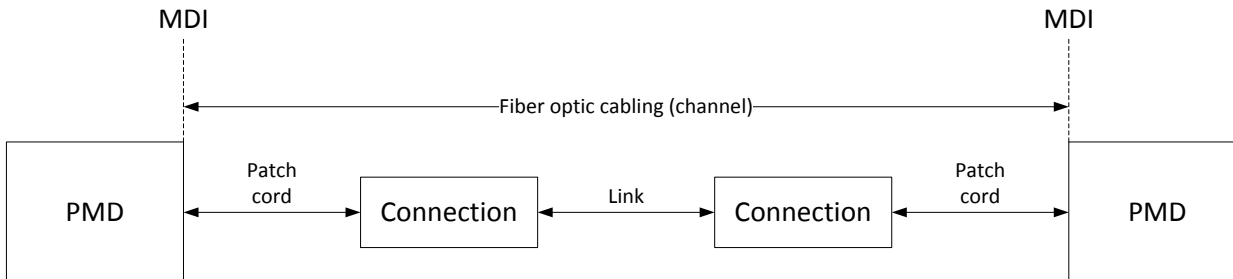 MDI
MDI
Fiber optic cabling (channel)
PMD
Patch
cord
Connection
Link
Connection
Patch
cord
PMD